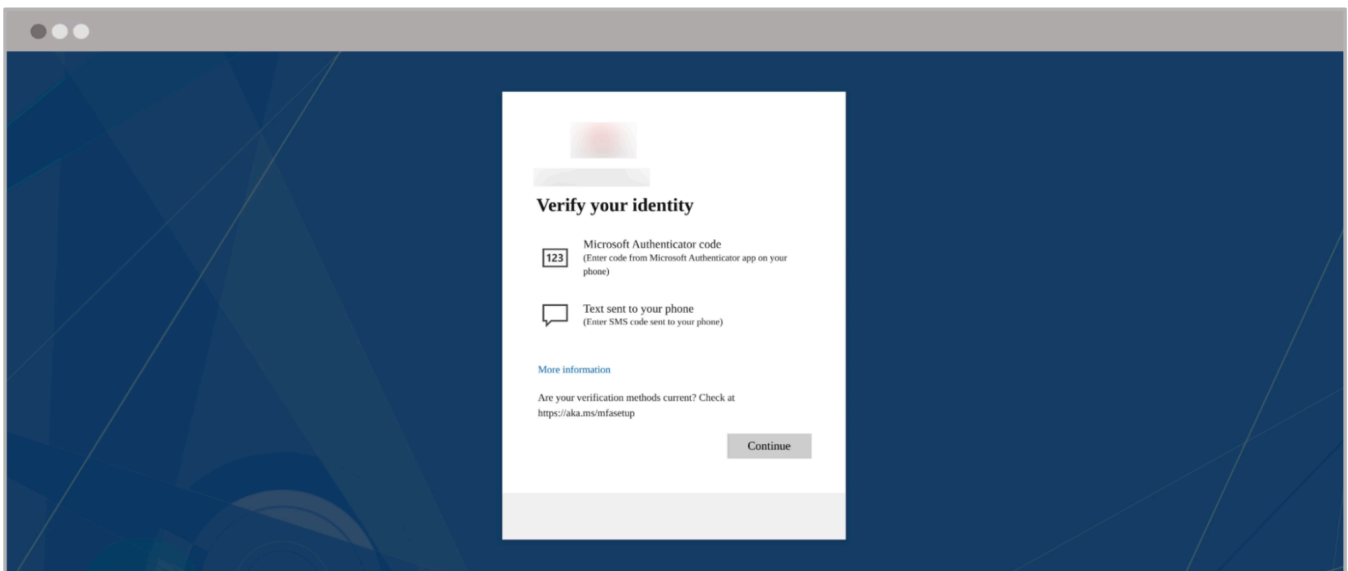 Verify your identity
123
Microsoft Authenticator code
(Enter code from Microsoft Authenticator app on your
phone)
Text sent to your phone
(Enter SMS code sent to your phone)
More information
Are your verification methods current? Check at
https://aka.ms/mfasetup
Continue